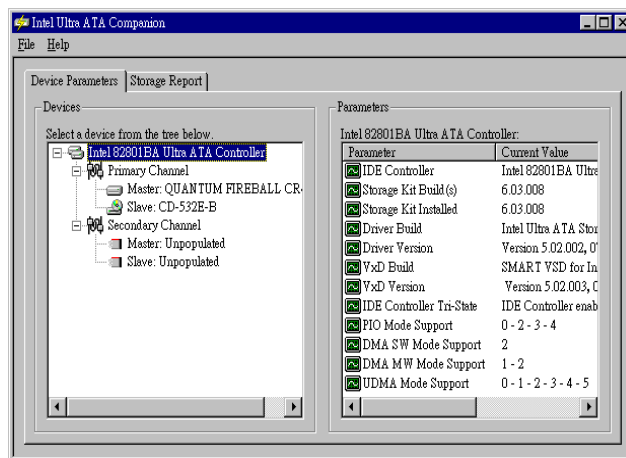 Intel Ultra ATA Companion
File Help
Device Parameters Storage Report
Devices
Select a device from the tree below.
Intel 82801BA Ultra ATA Controller
Primary Channel
Master: QUANTUM FIREBALL CR-
Slave: CD-532E-B
Secondary Channel
Master: Unpopulated
Slave: Unpopulated
Parameters
Intel 82801BA Ultra ATA Controller:
Parameter Current Value
IDE Controller Intel 82801BA Ultra
Storage Kit Build(s) 6.03.008
Storage Kit Installed 6.03.008
Driver Build Intel Ultra ATA Stor
Driver Version Version 5.02.002, 0
VxD Build SMART VSD for In
VxD Version Version 5.02.003, 0
IDE Controller Tri-State IDE Controller enab
PIO Mode Support 0 - 2 - 3 - 4
DMA SW Mode Support 2
DMA MW Mode Support 1 - 2
UDMA Mode Support 0 - 1 - 2 - 3 - 4 - 5